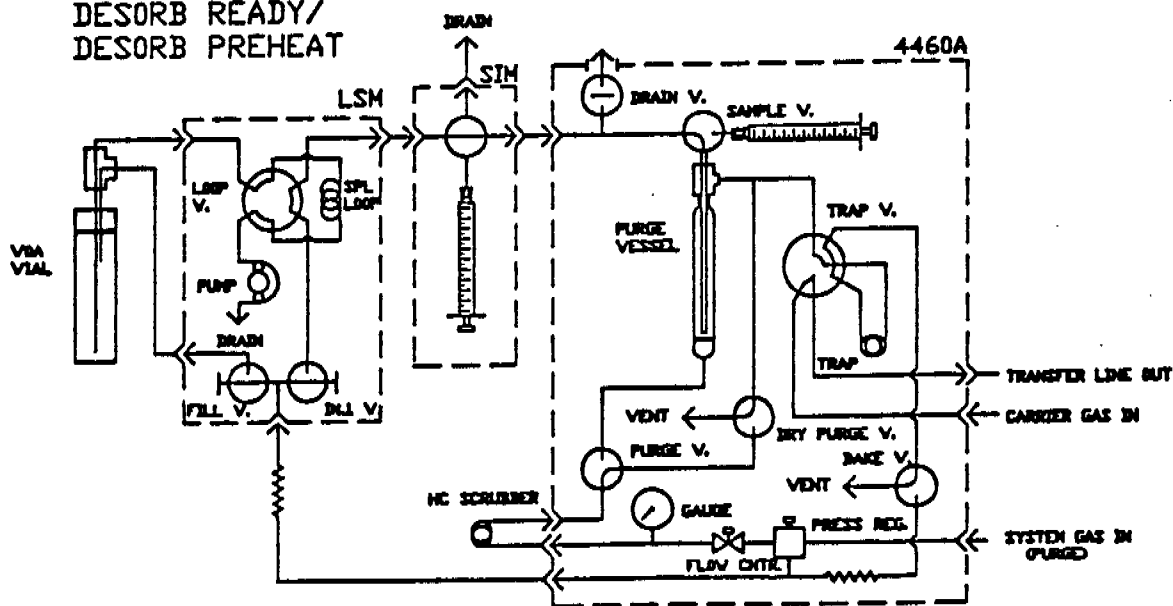 DESORB READY/
DESORB PREHEAT
DRAIN
4460A
SIM
LSM
DRAIN V.
SAMPLE V.
LOOP
V.
SPL
LOOP
VOA
VIAL
PURGE
VESSEL
TRAP V.
PUMP
DRAIN
TRAP
TRANSFER LINE OUT
FILL V.
INJ V.
VENT
DRY PURGE V.
CARRIER GAS IN
PURGE V.
BAKE V.
VENT
HC SCRUBBER
GAUGE
PRESS REG.
FLOW CNTR.
SYSTEM GAS IN
(PURGE)